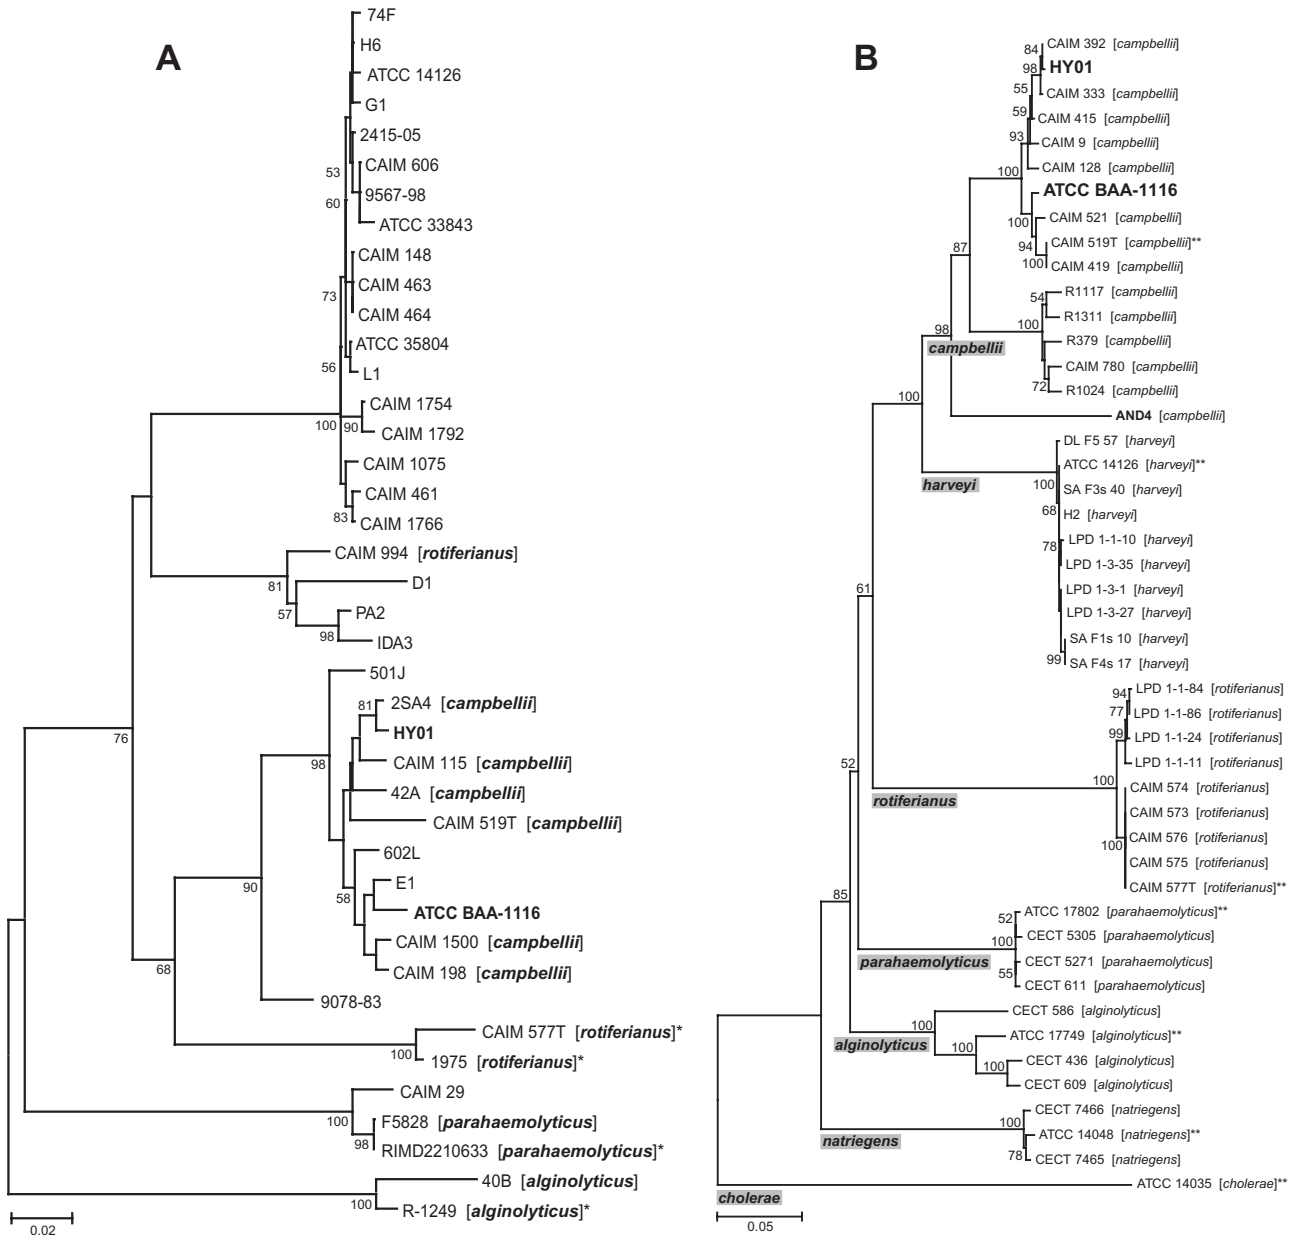 A
74F
H6
ATCC 14126
G1
2415-05
CAIM 606
53
9567-98
60
ATCC 33843
CAIM 148
CAIM 463
73
CAIM 464
ATCC 35804
56
L1
CAIM 1754
100
90
CAIM 1792
CAIM 1075
CAIM 461
83
CAIM 1766
CAIM 994 [rotiferianus]
81
D1
57
PA2
98
IDA3
501J
81
2SA4 [campbellii]
76
HY01
98
CAIM 115 [campbellii]
42A [campbellii]
CAIM 519T [campbellii]
602L
90
E1
58
ATCC BAA-1116
CAIM 1500 [campbellii]
68
CAIM 198 [campbellii]
9078-83
CAIM 577T [rotiferianus]*
100
1975 [rotiferianus]*
CAIM 29
100
F5828 [parahaemolyticus]
98
RIMD2210633 [parahaemolyticus]*
40B [alginolyticus]
100
R-1249 [alginolyticus]*
0.02
B
84
CAIM 392 [campbellii]
98
HY01
55
CAIM 333 [campbellii]
59
CAIM 415 [campbellii]
93
CAIM 9 [campbellii]
100
CAIM 128 [campbellii]
ATCC BAA-1116
100
CAIM 521 [campbellii]
87
94
CAIM 519T [campbellii]**
100
CAIM 419 [campbellii]
54
R1117 [campbellii]
98
100
R1311 [campbellii]
campbellii
R379 [campbellii]
CAIM 780 [campbellii]
72
R1024 [campbellii]
100
AND4 [campbellii]
DL F5 57 [harveyi]
ATCC 14126 [harveyi]**
harveyi
100
SA F3s 40 [harveyi]
68
H2 [harveyi]
78
LPD 1-1-10 [harveyi]
LPD 1-3-35 [harveyi]
61
LPD 1-3-1 [harveyi]
LPD 1-3-27 [harveyi]
SA F1s 10 [harveyi]
99
SA F4s 17 [harveyi]
94
LPD 1-1-84 [rotiferianus]
77
LPD 1-1-86 [rotiferianus]
99
LPD 1-1-24 [rotiferianus]
52
LPD 1-1-11 [rotiferianus]
100
CAIM 574 [rotiferianus]
rotiferianus
CAIM 573 [rotiferianus]
100
CAIM 576 [rotiferianus]
CAIM 575 [rotiferianus]
CAIM 577T [rotiferianus]**
85
52
ATCC 17802 [parahaemolyticus]**
100
CECT 5305 [parahaemolyticus]
parahaemolyticus
55
CECT 5271 [parahaemolyticus]
CECT 611 [parahaemolyticus]
CECT 586 [alginolyticus]
100
ATCC 17749 [alginolyticus]**
alginolyticus
100
CECT 436 [alginolyticus]
100
CECT 609 [alginolyticus]
CECT 7466 [natriegens]
100
ATCC 14048 [natriegens]**
natriegens
78
CECT 7465 [natriegens]
ATCC 14035 [cholerae]**
cholerae
0.05